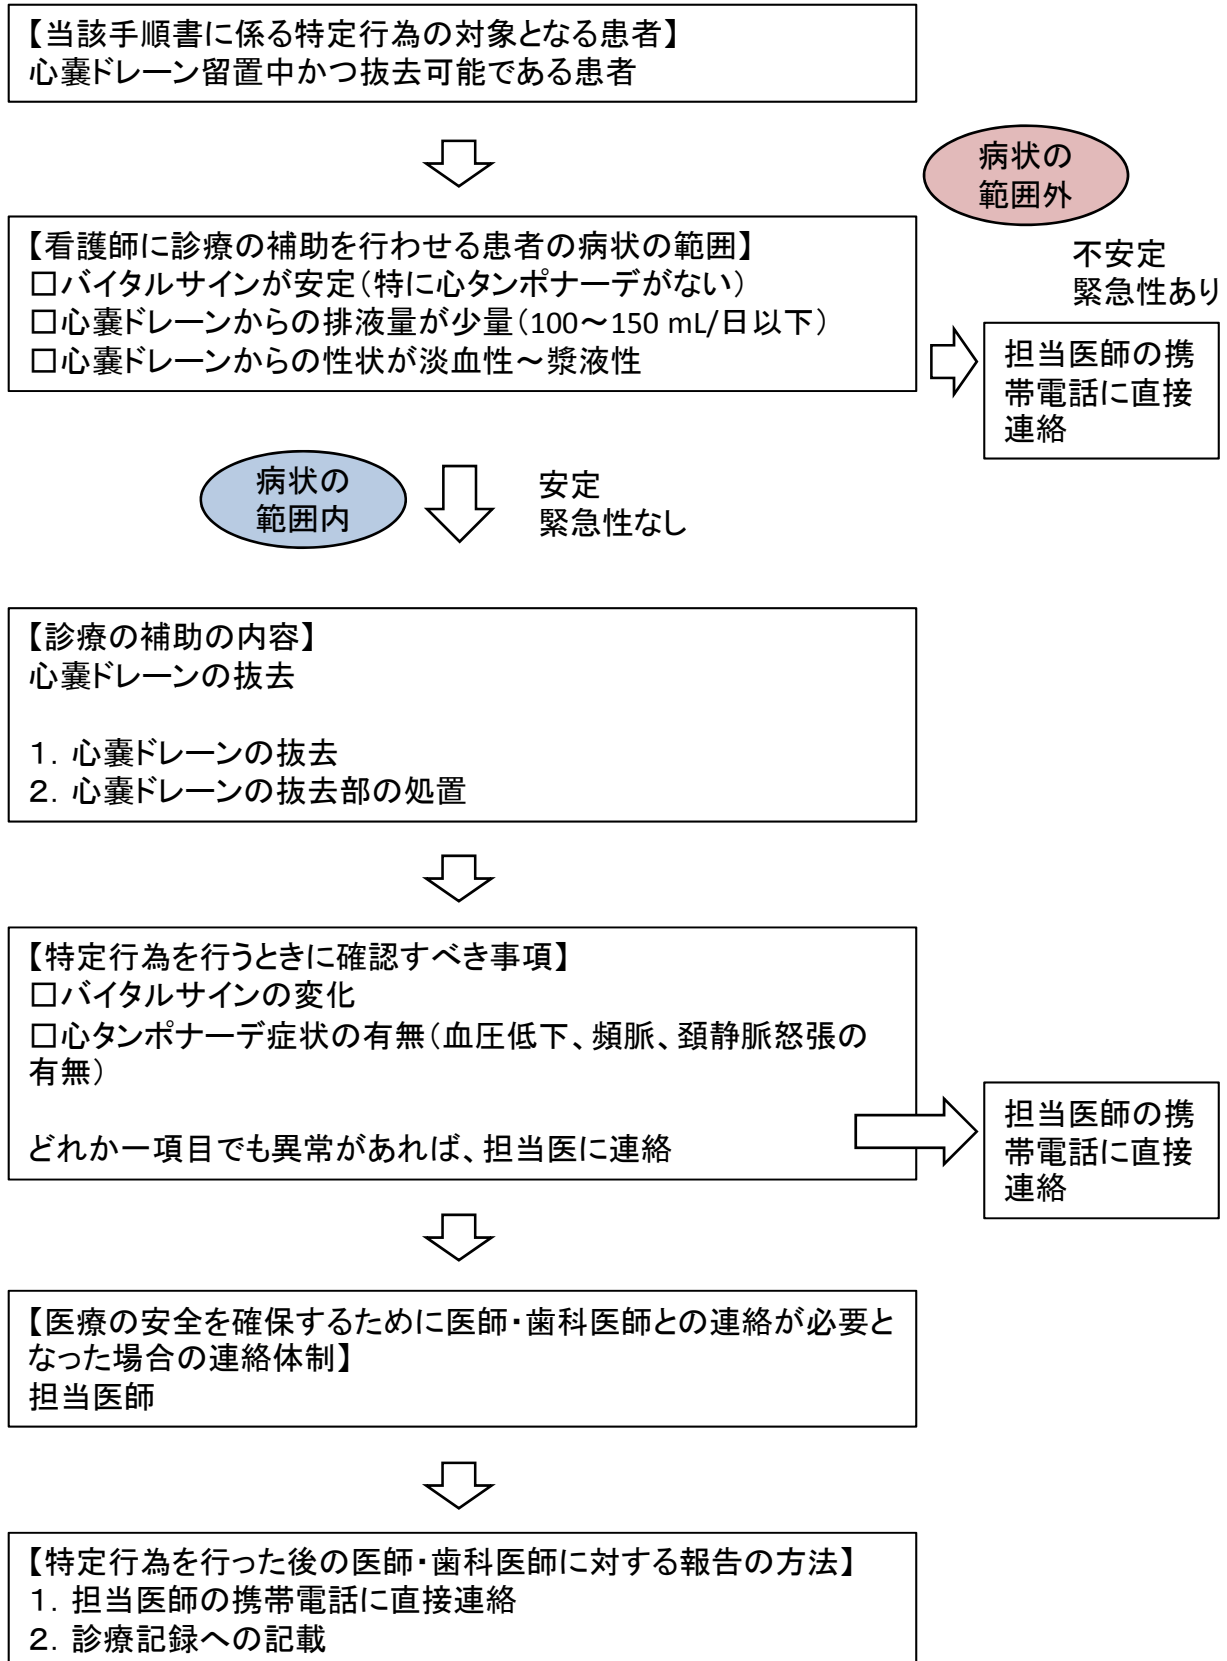 【当該手順書に係る特定行為の対象となる患者】
心嚢ドレーン留置中かつ抜去可能である患者
病状の
範囲外
【看護師に診療の補助を行わせる患者の病状の範囲】
□バイタルサインが安定（特に心タンポナーデがない）
□心嚢ドレーンからの排液量が少量（100～150 mL/日以下）
□心嚢ドレーンからの性状が淡血性～漿液性
不安定
緊急性あり
担当医師の携
帯電話に直接
連絡
病状の
範囲内
安定
緊急性なし
【診療の補助の内容】
心嚢ドレーンの抜去
１．心嚢ドレーンの抜去
２．心嚢ドレーンの抜去部の処置
【特定行為を行うときに確認すべき事項】
□バイタルサインの変化
□心タンポナーデ症状の有無（血圧低下、頻脈、頚静脈怒張の
有無）
どれか一項目でも異常があれば、担当医に連絡
担当医師の携
帯電話に直接
連絡
【医療の安全を確保するために医師・歯科医師との連絡が必要と
なった場合の連絡体制】
担当医師
【特定行為を行った後の医師・歯科医師に対する報告の方法】
１．担当医師の携帯電話に直接連絡
２．診療記録への記載